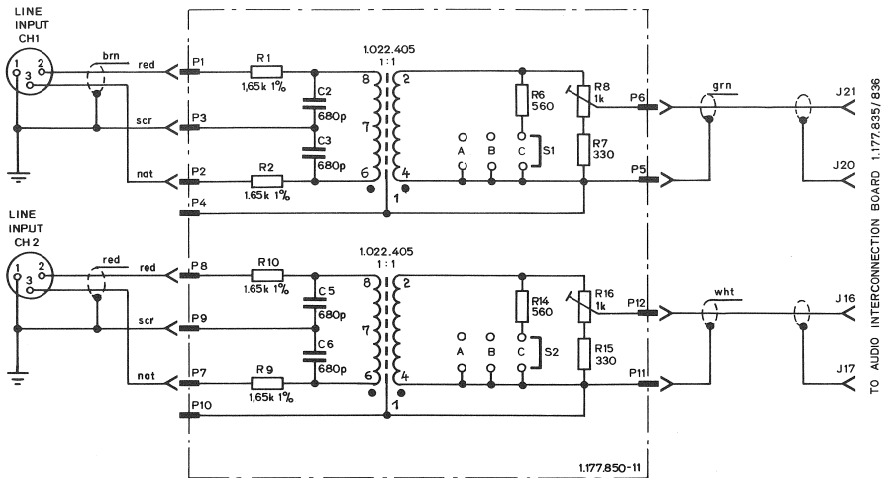 LINE
INPUT
CH1
1
2
3
brn
red
P1
R1
1,65k 1%
C2
680p
scr
P3
C3
680p
nat
P2
R2
1.65k 1%
P4
1.022.405
1:1
8
2
7
6
4
1
R6
560
R8
1k
A
B
C
S1
R7
330
P6
P5
grn
J21
J20
LINE
INPUT
CH 2
1
2
3
red
red
P8
R10
1.65k 1%
C5
680p
scr
P9
C6
680p
nat
P7
R9
1,65k 1%
P10
1.022.405
1:1
8
2
7
6
4
1
R14
560
R16
1k
A
B
C
S2
R15
330
P12
P11
wht
J16
J17
1.177.850-11
TO AUDIO INTERCONNECTION BOARD 1.177.835/836